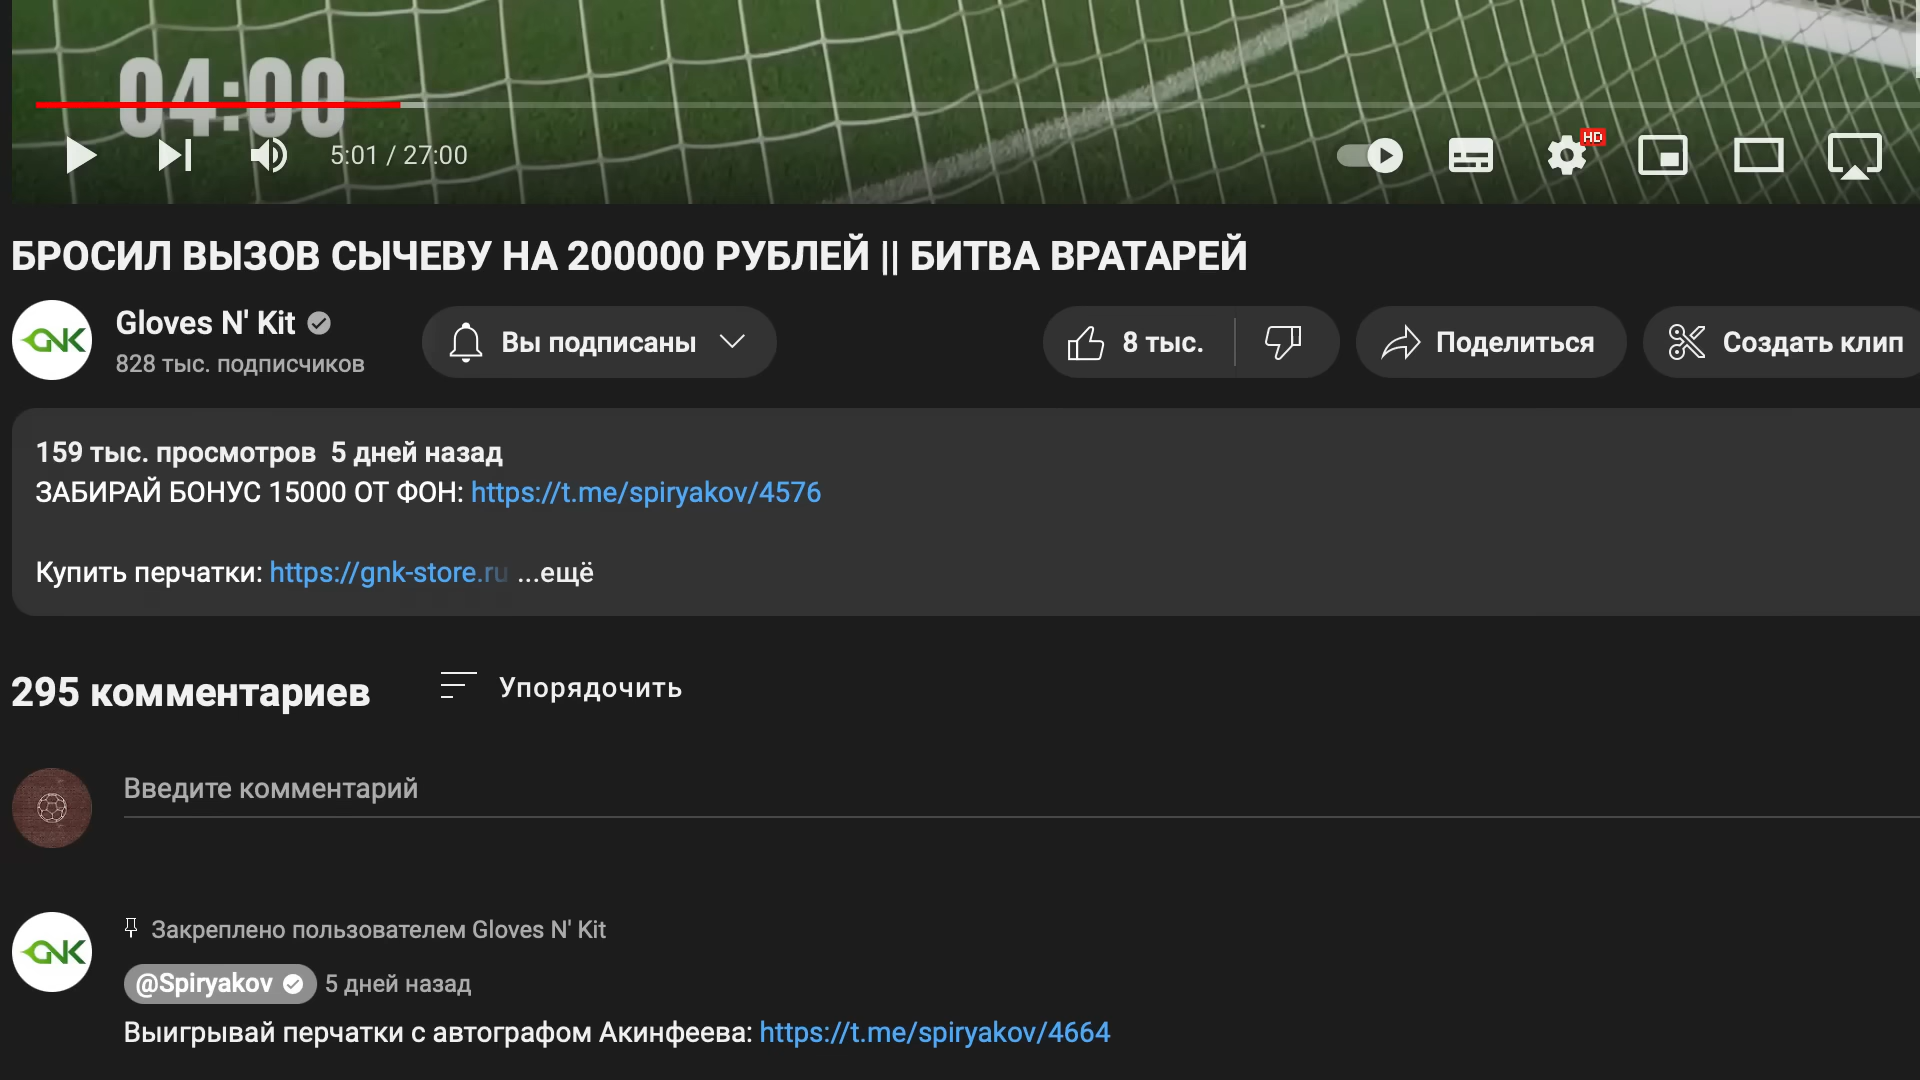 04:00
5:01 / 27:00
HD
БРОСИЛ ВЫЗОВ СЫЧЕВУ НА 200000 РУБЛЕЙ || БИТВА ВРАТАРЕЙ
GNK
Gloves N' Kit
828 тыс. подписчиков
Вы подписаны
8 тыс.
Поделиться
Создать клип
159 тыс. просмотров 5 дней назад
ЗАБИРАЙ БОНУС 15000 ОТ ФОН: https://t.me/spiryakov/4576
Купить перчатки: https://gnk-store.ru ...ещё
295 комментариев
Упорядочить
Введите комментарий
GNK
Закреплено пользователем Gloves N' Kit
@Spiryakov 5 дней назад
Выигрывай перчатки с автографом Акинфеева: https://t.me/spiryakov/4664